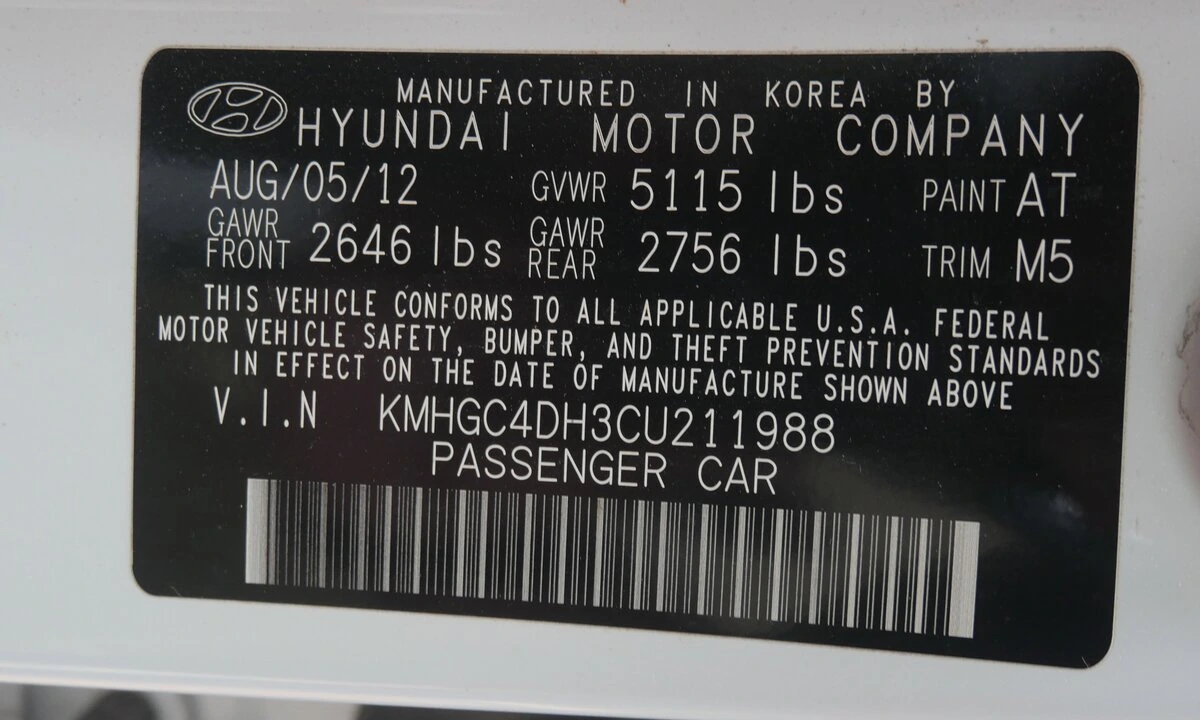 MANUFACTURED IN KOREA BY
HYUNDAI MOTOR COMPANY
AUG/05/12 GVWR 5115 lbs PAINT AT
GAWR FRONT 2646 lbs GAWR REAR 2756 lbs TRIM M5
THIS VEHICLE CONFORMS TO ALL APPLICABLE U.S.A. FEDERAL
MOTOR VEHICLE SAFETY, BUMPER, AND THEFT PREVENTION STANDARDS
IN EFFECT ON THE DATE OF MANUFACTURE SHOWN ABOVE
V.I.N KMHGC4DH3CU211988
PASSENGER CAR